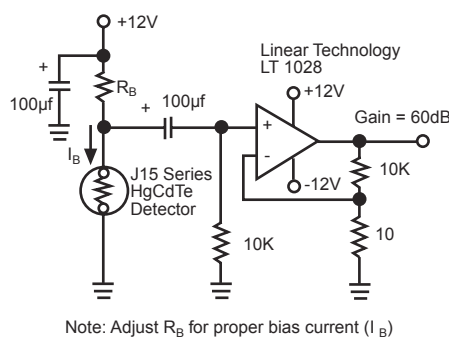 +12V
Linear Technology
LT 1028
+
100µf
R_B
+
100µf
+12V
Gain = 60dB
+
-
I_B
J15 Series
HgCdTe
Detector
-12V
10K
10K
10
Note: Adjust R_B for proper bias current (I_B)